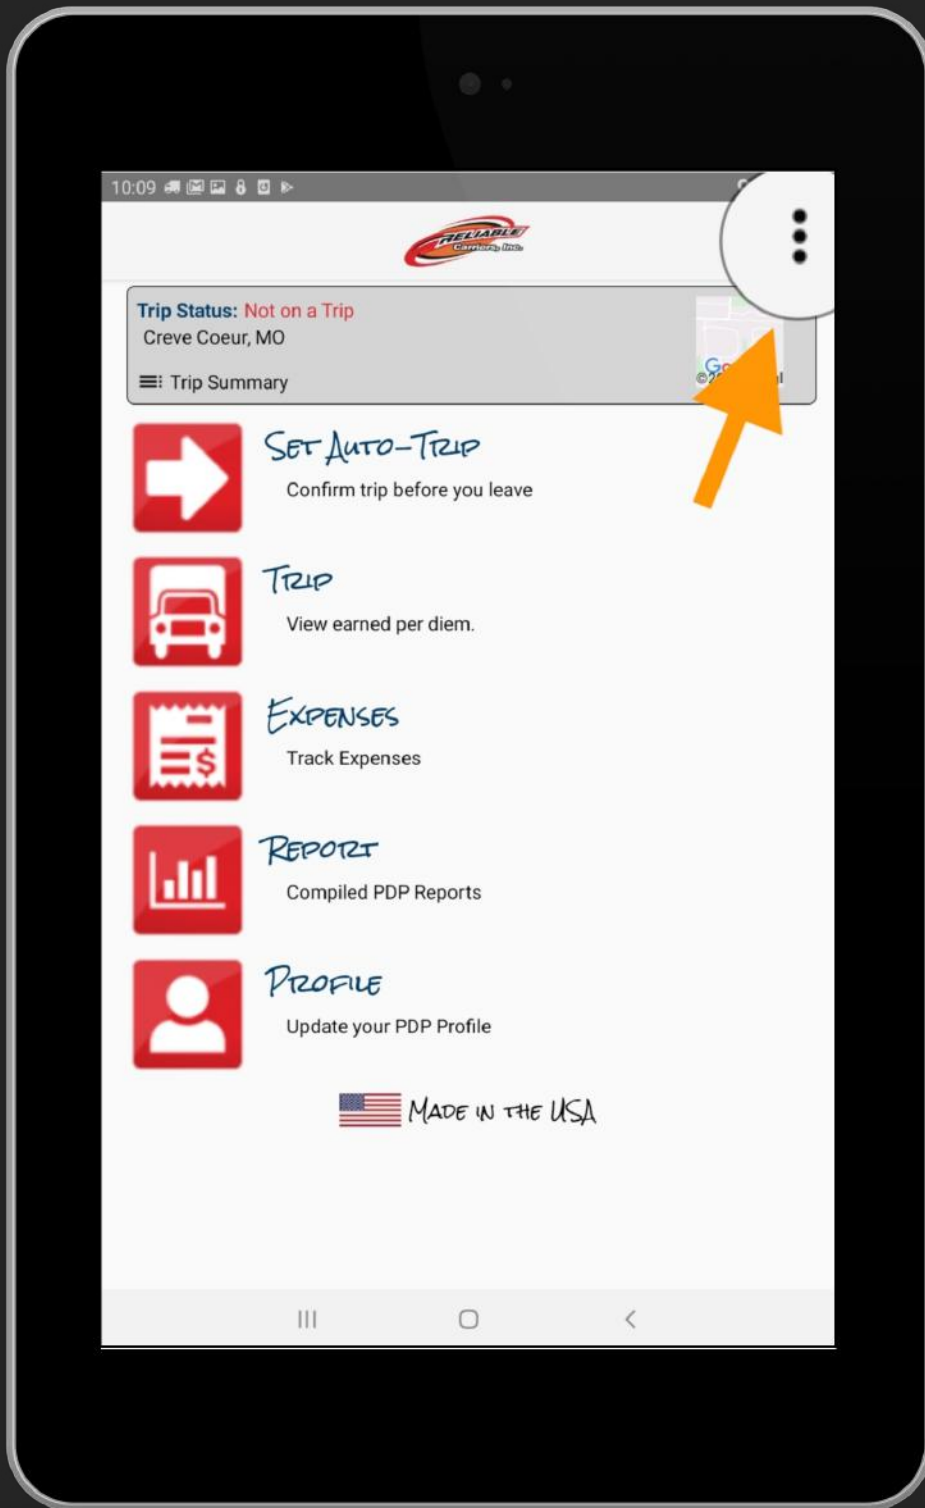 10:09
RELIABLE
Carriers, Inc.
Trip Status: Not on a Trip
Creve Coeur, MO
Trip Summary
SET AUTO-TRIP
Confirm trip before you leave
TRIP
View earned per diem.
EXPENSES
$
Track Expenses
REPORT
Compiled PDP Reports
PROFILE
Update your PDP Profile
MADE IN THE USA